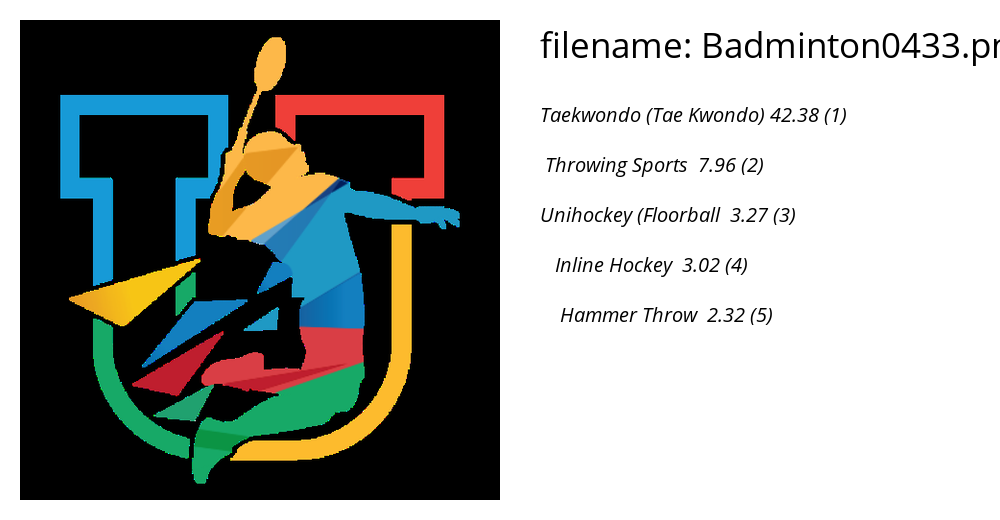 filename: Badminton0433.pn
Taekwondo (Tae Kwondo) 42.38 (1)
Throwing Sports 7.96 (2)
Unihockey (Floorball 3.27 (3)
Inline Hockey 3.02 (4)
Hammer Throw 2.32 (5)